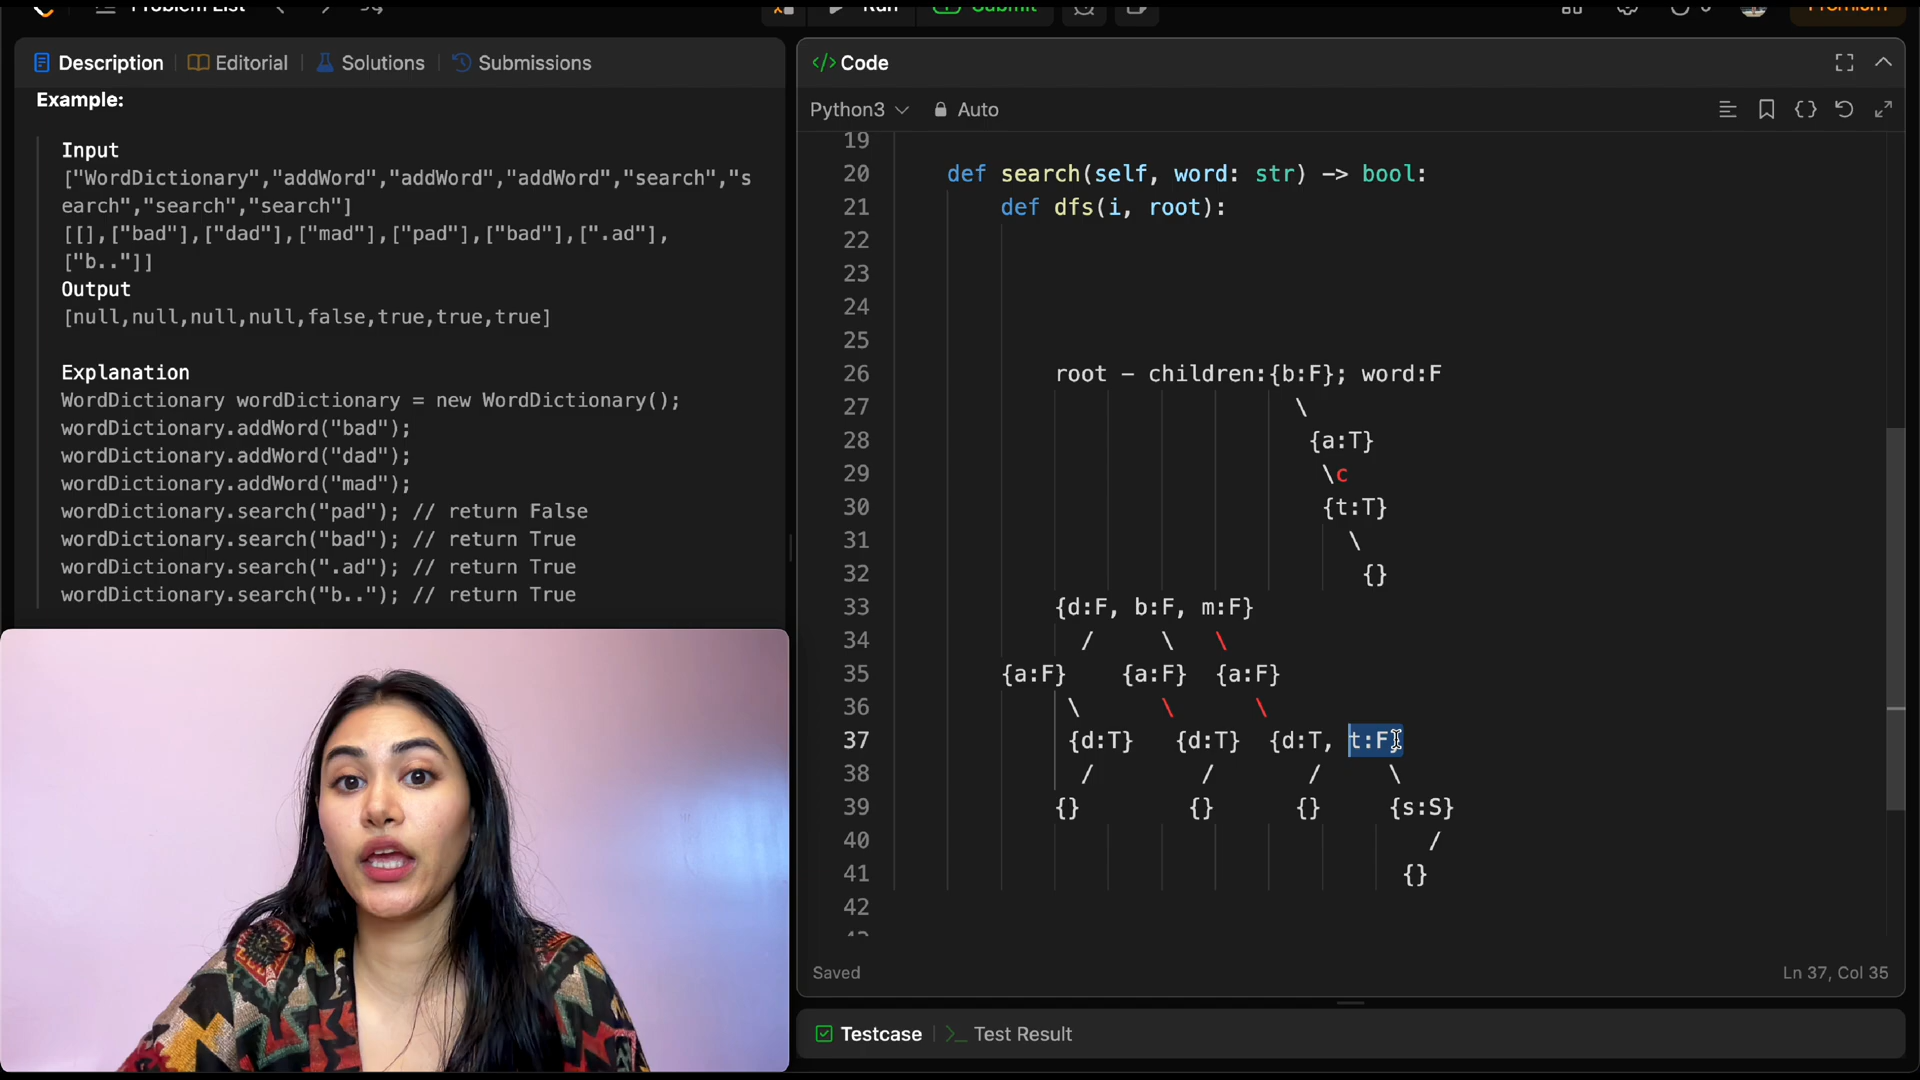 Problem List
Run
Submit
Premium
Description
Editorial
Solutions
Submissions
Example:
Input
["WordDictionary","addWord","addWord","addWord","search","s
earch","search","search"]
[[],["bad"],["dad"],["mad"],["pad"],["bad"],[".ad"],
["b.."]]
Output
[null,null,null,null,false,true,true,true]
Explanation
WordDictionary wordDictionary = new WordDictionary();
wordDictionary.addWord("bad");
wordDictionary.addWord("dad");
wordDictionary.addWord("mad");
wordDictionary.search("pad"); // return False
wordDictionary.search("bad"); // return True
wordDictionary.search(".ad"); // return True
wordDictionary.search("b.."); // return True
</> Code
Python3
Auto
19
20 def search(self, word: str) -> bool:
21 def dfs(i, root):
22
23
24
25
26 root - children:{b:F}; word:F
27 \
28 {a:T}
29 \c
30 {t:T}
31 \
32 {}
33 {d:F, b:F, m:F}
34 / \ \
35 {a:F} {a:F} {a:F}
36 \ \ \
37 {d:T} {d:T} {d:T, t:F}
38 / / / \
39 {} {} {} {s:S}
40 /
41 {}
42
Saved
Ln 37, Col 35
Testcase
Test Result